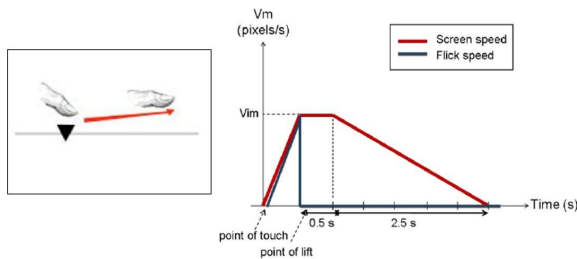 Vm
(pixels/s)
Screen speed
Flick speed
Vim
Time (s)
0.5 s
2.5 s
point of touch
point of lift